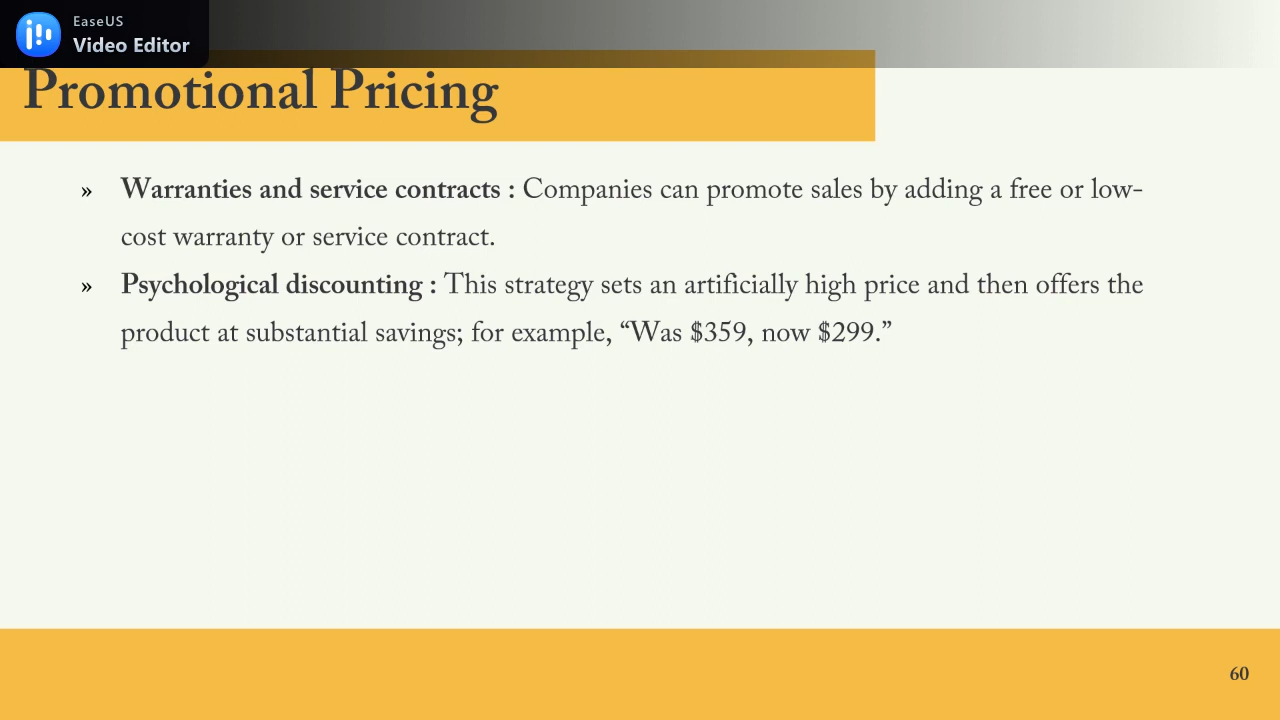 EaseUS
Video Editor
Promotional Pricing
» Warranties and service contracts : Companies can promote sales by adding a free or low-
cost warranty or service contract.
» Psychological discounting : This strategy sets an artificially high price and then offers the
product at substantial savings; for example, “Was $359, now $299.”
60